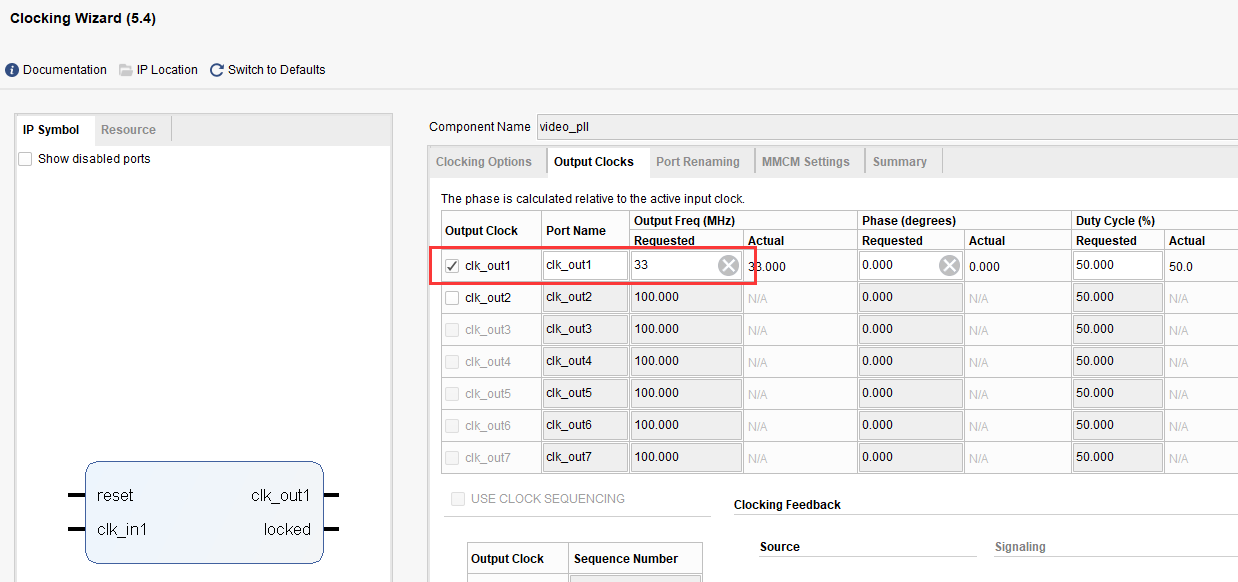 Clocking Wizard (5.4)
Documentation IP Location Switch to Defaults
IP Symbol Resource
Show disabled ports
reset clk_out1
clk_in1 locked
Component Name video_pll
Clocking Options Output Clocks Port Renaming MMCM Settings Summary
The phase is calculated relative to the active input clock.
Output Clock Port Name Output Freq (MHz) Phase (degrees) Duty Cycle (%)
Requested Actual Requested Actual Requested Actual
clk_out1 clk_out1 33 33.000 0.000 0.000 50.000 50.0
clk_out2 clk_out2 100.000 N/A 0.000 N/A 50.000 N/A
clk_out3 clk_out3 100.000 N/A 0.000 N/A 50.000 N/A
clk_out4 clk_out4 100.000 N/A 0.000 N/A 50.000 N/A
clk_out5 clk_out5 100.000 N/A 0.000 N/A 50.000 N/A
clk_out6 clk_out6 100.000 N/A 0.000 N/A 50.000 N/A
clk_out7 clk_out7 100.000 N/A 0.000 N/A 50.000 N/A
USE CLOCK SEQUENCING
Clocking Feedback
Output Clock Sequence Number
Source Signaling